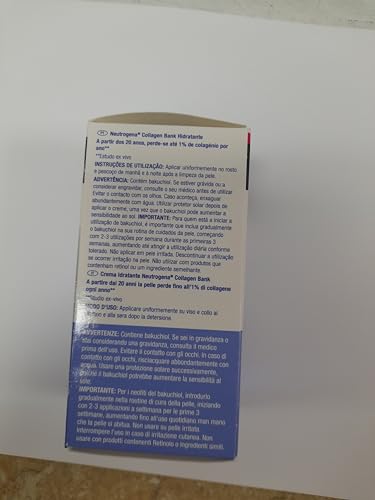 PT Neutrogena® Collagen Bank Hidratante
A partir dos 20 anos, perde-se até 1% de colagénio por
ano**
**Estudo ex vivo
INSTRUÇÕES DE UTILIZAÇÃO: Aplicar uniformemente no rosto
e pescoço de manhã e à noite após a limpeza da pele.
ADVERTÊNCIA: Contém bakuchiol. Se estiver grávida ou a
considerar engravidar, consulte o seu médico antes de utilizar.
Evitar o contacto com os olhos. Caso aconteça, enxaguar
abundantemente com água. Utilizar protetor solar depois de
aplicar o creme, uma vez que o bakuchiol pode aumentar a
sensibilidade ao sol. IMPORTANTE: Para quem está a iniciar a
utilização de bakuchiol, é importante que inclua gradualmente
o bakuchiol na sua rotina de cuidados da pele, começando
com 2-3 utilizações por semana durante as primeiras 3
semanas, aumentando até atingir a utilização diária conforme
tolerado. Não aplicar em pele irritada. Descontinuar a utilização
se ocorrer irritação na pele. Não utilizar com produtos que
contenham retinol ou um ingrediente semelhante.
IT Crema Idratante Neutrogena® Collagen Bank
A partire dai 20 anni la pelle perde fino all'1% di collagene
ogni anno**
**Studio ex-vivo
MODO D'USO: Applicare uniformemente su viso e collo al
mattino e alla sera dopo la detersione.
AVVERTENZE: Contiene bakuchiol. Se sei in gravidanza o
stai considerando una gravidanza, consulta il medico
prima dell'uso. Evitare il contatto con gli occhi. In caso di
contatto con gli occhi, risciacquare abbondantemente con
acqua. Usare una protezione solare successivamente,
poiché il bakuchiol potrebbe aumentare la sensibilità al
sole.
IMPORTANTE: Per i neofiti del bakuchiol, introdurlo
gradualmente nella routine di cura della pelle, iniziando
con 2-3 applicazioni a settimana per le prime 3
settimane, aumentando fino all'uso quotidiano man mano
che la pelle si abitua. Non usare su pelle irritata.
Interrompere l'uso in caso di irritazione cutanea. Non
usare con prodotti contenenti Retinolo o ingredienti simili.